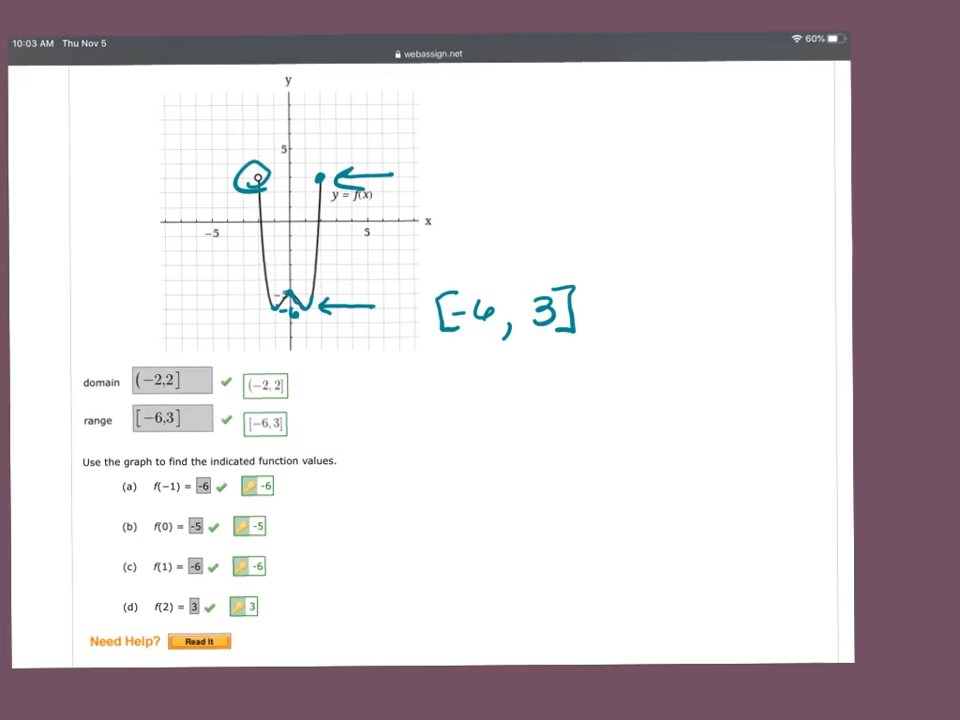 10:03 AM Thu Nov 5
60%
webassign.net
y
5
y = f(x)
x
−5
5
−5
-6
[-6, 3]
domain (−2,2] (−2, 2]
range [−6,3] [−6, 3]
Use the graph to find the indicated function values.
(a) f(−1) = -6 -6
(b) f(0) = -5 -5
(c) f(1) = -6 -6
(d) f(2) = 3 3
Need Help? Read It